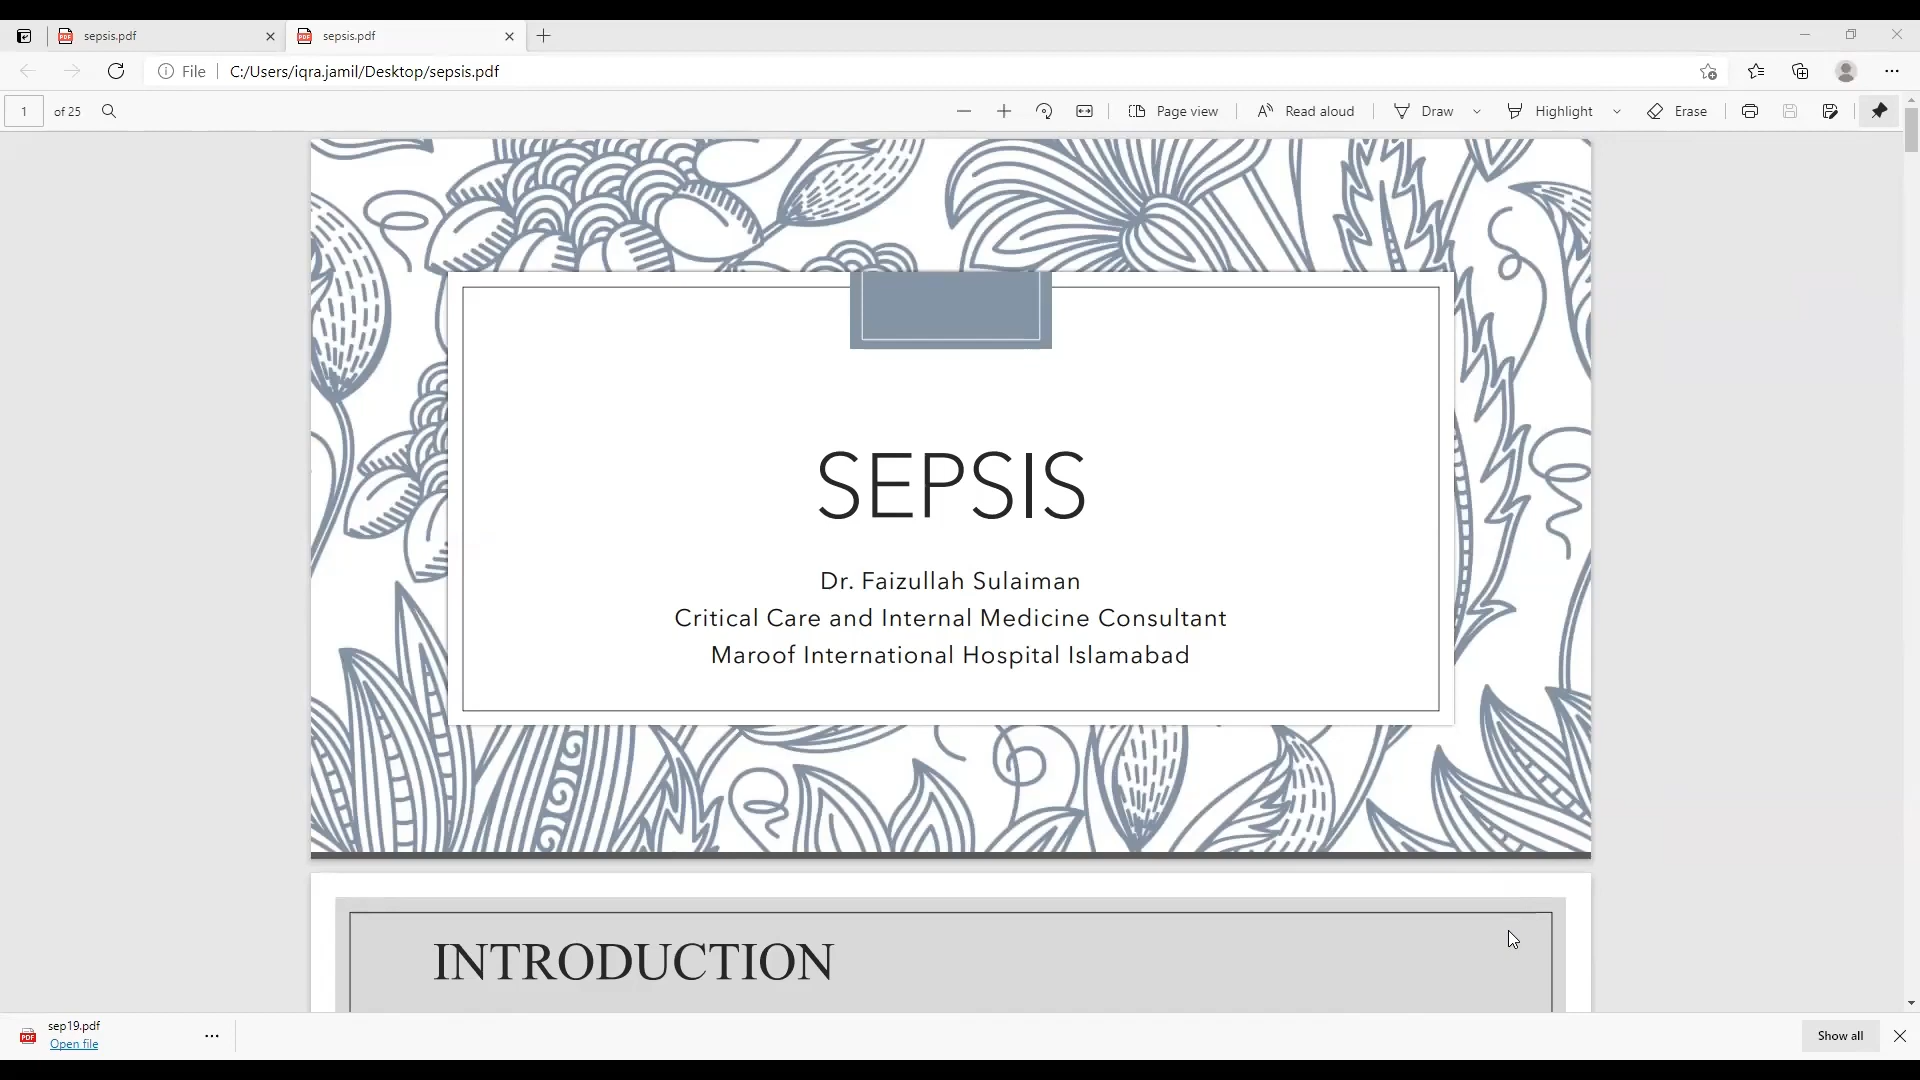 sepsis.pdf
sepsis.pdf
File
C:/Users/iqra.jamil/Desktop/sepsis.pdf
1 of 25
Page view
Read aloud
Draw
Highlight
Erase
SEPSIS
Dr. Faizullah Sulaiman
Critical Care and Internal Medicine Consultant
Maroof International Hospital Islamabad
INTRODUCTION
sep19.pdf
Open file
Show all